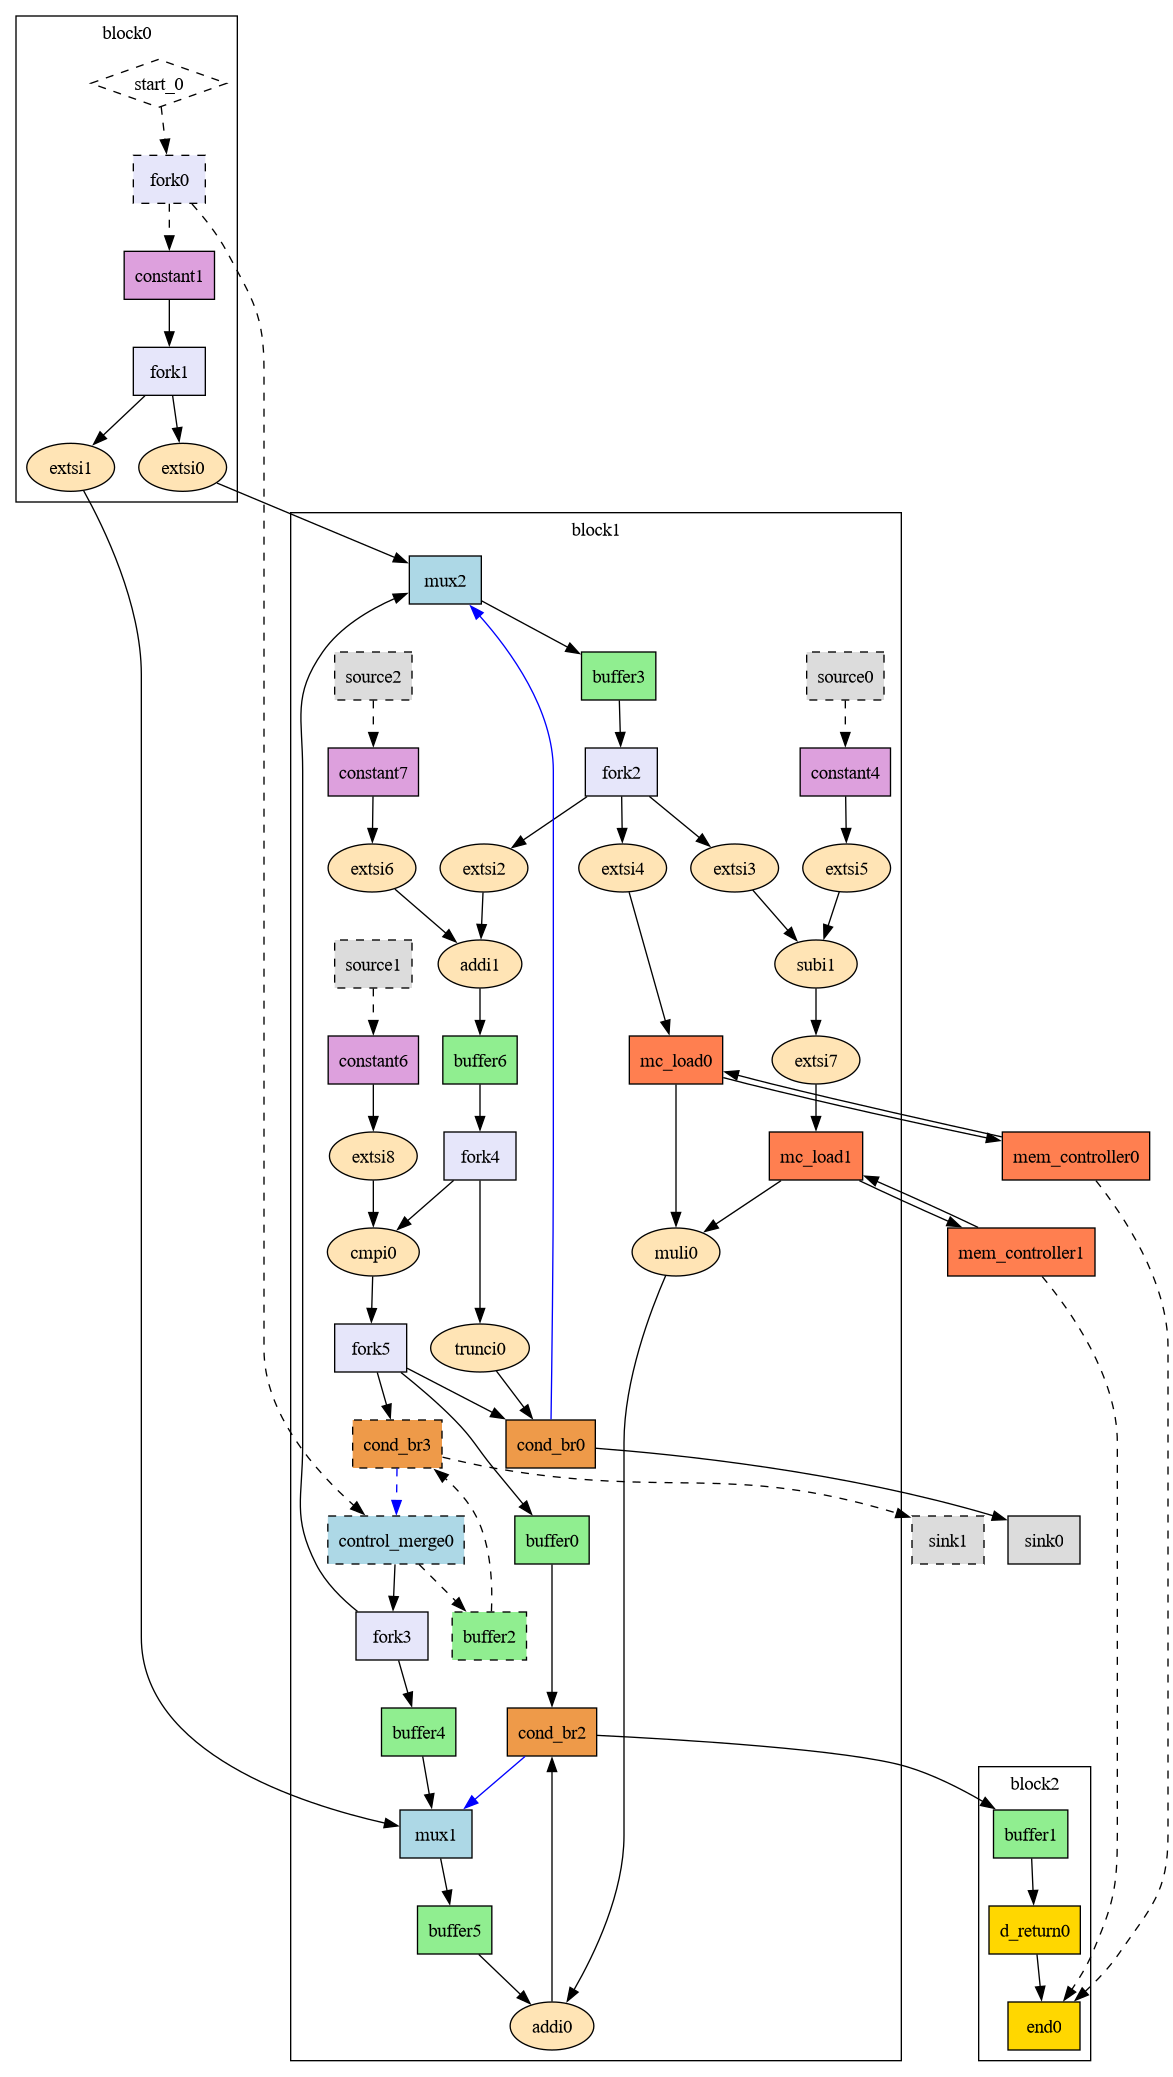 block0
start_0
fork0
constant1
fork1
extsi1
extsi0
block1
mux2
source2
buffer3
source0
constant7
fork2
constant4
extsi6
extsi2
extsi4
extsi3
extsi5
source1
addi1
subi1
constant6
buffer6
mc_load0
extsi7
extsi8
fork4
mc_load1
mem_controller0
cmpi0
muli0
mem_controller1
fork5
trunci0
cond_br3
cond_br0
control_merge0
buffer0
sink1
sink0
fork3
buffer2
buffer4
cond_br2
block2
mux1
buffer1
buffer5
d_return0
addi0
end0